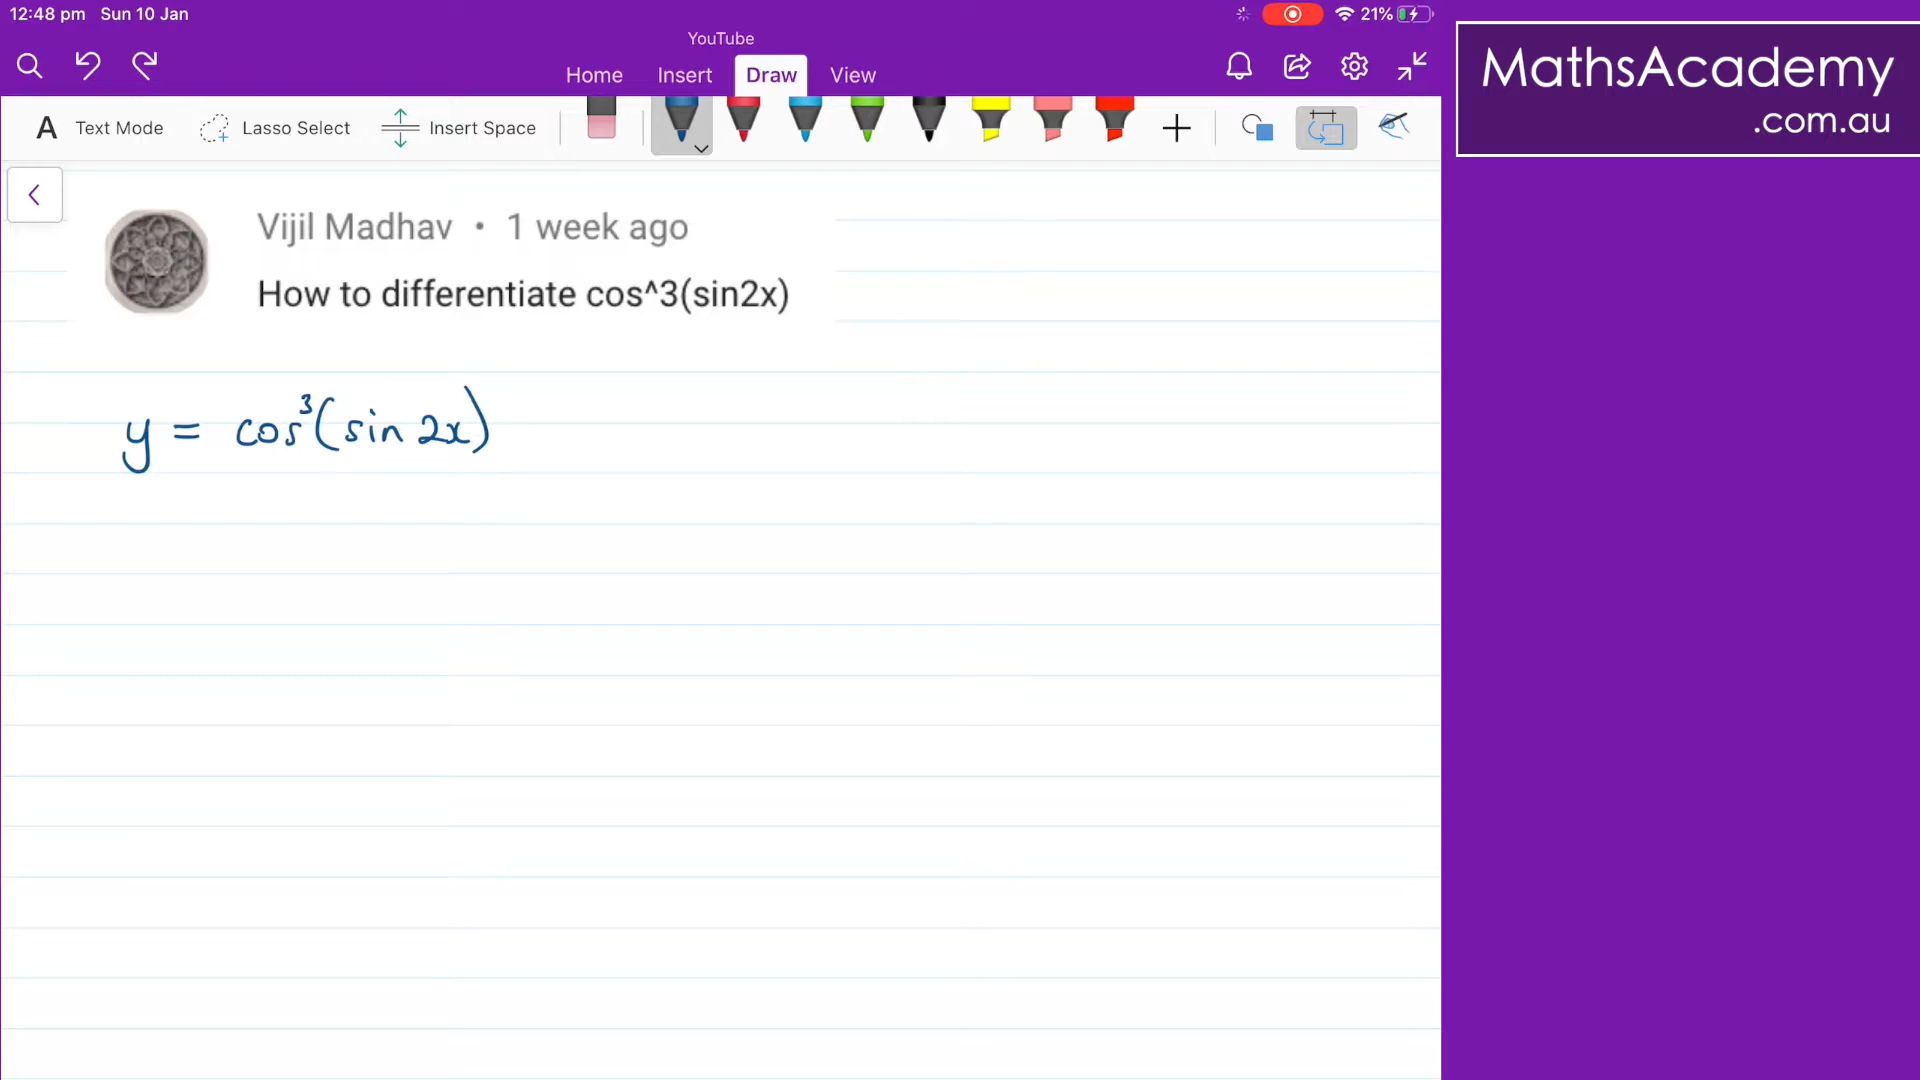 12:48 pm Sun 10 Jan
21%
YouTube
Home Insert Draw View
MathsAcademy
.com.au
A Text Mode Lasso Select Insert Space
Vijil Madhav • 1 week ago
How to differentiate cos^3(sin2x)
y = cos³(sin 2x)